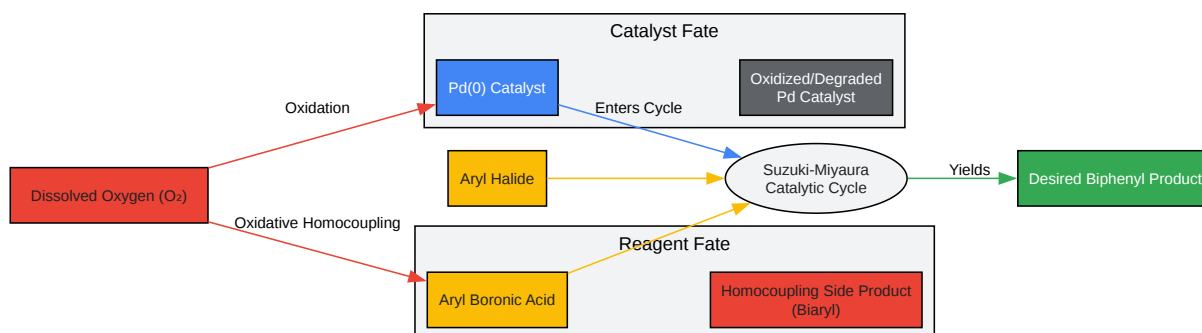 Catalyst Fate
Pd(0) Catalyst
Oxidized/Degraded
Pd Catalyst
Oxidation
Enters Cycle
Dissolved Oxygen (O₂)
Aryl Halide
Suzuki-Miyaura
Catalytic Cycle
Yields
Desired Biphenyl Product
Oxidative Homocoupling
Reagent Fate
Aryl Boronic Acid
Homocoupling Side Product
(Biaryl)